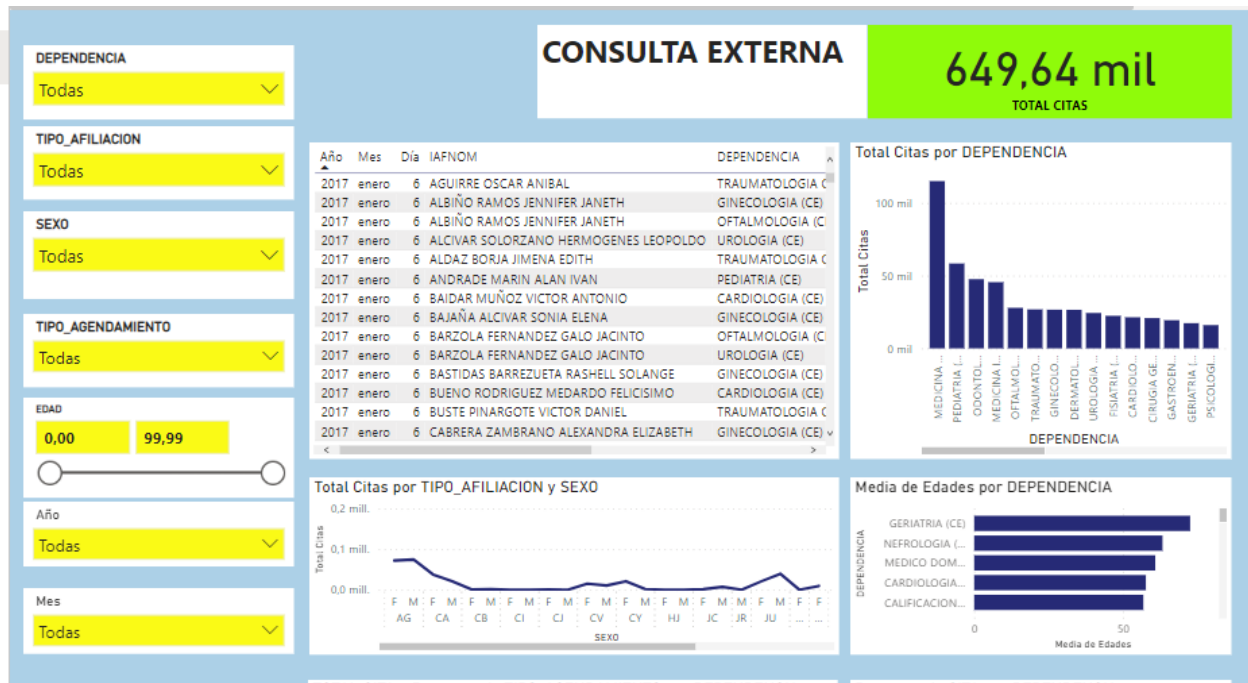 CONSULTA EXTERNA
649,64 mil
TOTAL CITAS
DEPENDENCIA
Todas
TIPO_AFILIACION
Todas
SEXO
Todas
TIPO_AGENDAMIENTO
Todas
EDAD
0,00 99,99
Año
Todas
Mes
Todas
Año Mes Día IAFNOM DEPENDENCIA
2017 enero 6 AGUIRRE OSCAR ANIBAL TRAUMATOLOGIA C
2017 enero 6 ALBIÑO RAMOS JENNIFER JANETH GINECOLOGIA (CE)
2017 enero 6 ALBIÑO RAMOS JENNIFER JANETH OFTALMOLOGIA (C
2017 enero 6 ALCIVAR SOLORZANO HERMOGENES LEOPOLDO UROLOGIA (CE)
2017 enero 6 ALDAZ BORJA JIMENA EDITH TRAUMATOLOGIA C
2017 enero 6 ANDRADE MARIN ALAN IVAN PEDIATRIA (CE)
2017 enero 6 BAIDAR MUÑOZ VICTOR ANTONIO CARDIOLOGIA (CE)
2017 enero 6 BAJAÑA ALCIVAR SONIA ELENA GINECOLOGIA (CE)
2017 enero 6 BARZOLA FERNANDEZ GALO JACINTO OFTALMOLOGIA (C
2017 enero 6 BARZOLA FERNANDEZ GALO JACINTO UROLOGIA (CE)
2017 enero 6 BASTIDAS BARREZUETA RASHELL SOLANGE GINECOLOGIA (CE)
2017 enero 6 BUENO RODRIGUEZ MEDARDO FELICISIMO CARDIOLOGIA (CE)
2017 enero 6 BUSTE PINARGOTE VICTOR DANIEL TRAUMATOLOGIA C
2017 enero 6 CABRERA ZAMBRANO ALEXANDRA ELIZABETH GINECOLOGIA (CE)
Total Citas por DEPENDENCIA
Total Citas
100 mil
50 mil
0 mil
MEDICINA ...
PEDIATRIA (...
ODONTOL...
MEDICINA I...
OFTALMOL...
TRAUMATO...
GINECOLO...
DERMATOL...
UROLOGIA ...
FISIATRIA (...
CARDIOLO...
CIRUGIA GE...
GASTROEN...
GERIATRIA (...
PSICOLOGI...
DEPENDENCIA
Total Citas por TIPO_AFILIACION y SEXO
Total Citas
0,2 mill.
0,1 mill.
0,0 mill.
F M F M F M F M F M F M F M F M F M M F M F F
AG CA CB CI CJ CV CY HJ JC JR JU ... ...
SEXO
Media de Edades por DEPENDENCIA
DEPENDENCIA
GERIATRIA (CE)
NEFROLOGIA (...
MEDICO DOM...
CARDIOLOGIA...
CALIFICACION...
0 50
Media de Edades